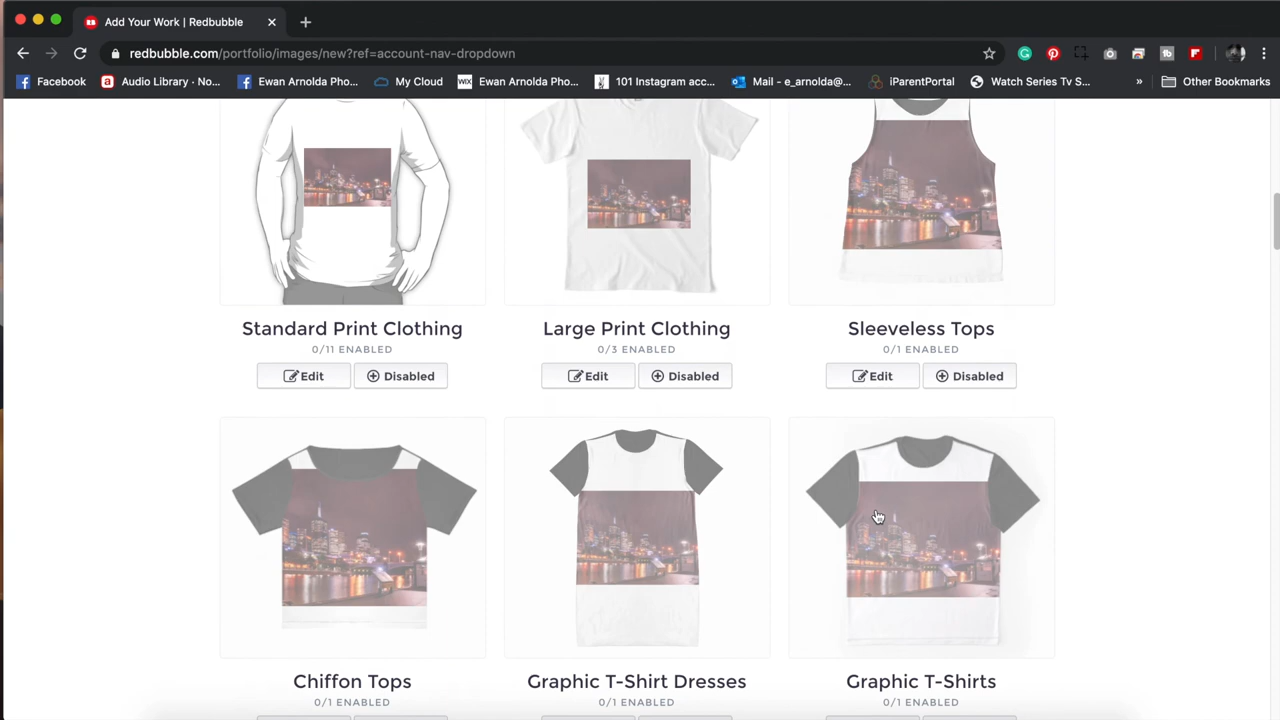 Add Your Work | Redbubble
redbubble.com/portfolio/images/new?ref=account-nav-dropdown
Facebook
Audio Library · No...
Ewan Arnolda Pho...
My Cloud
WIX
Ewan Arnolda Pho...
101 Instagram acc...
Mail - e_arnolda@...
iParentPortal
Watch Series Tv S...
»
Other Bookmarks
Standard Print Clothing
0/11 ENABLED
Edit
Disabled
Large Print Clothing
0/3 ENABLED
Edit
Disabled
Sleeveless Tops
0/1 ENABLED
Edit
Disabled
Chiffon Tops
0/1 ENABLED
Graphic T-Shirt Dresses
0/1 ENABLED
Graphic T-Shirts
0/1 ENABLED